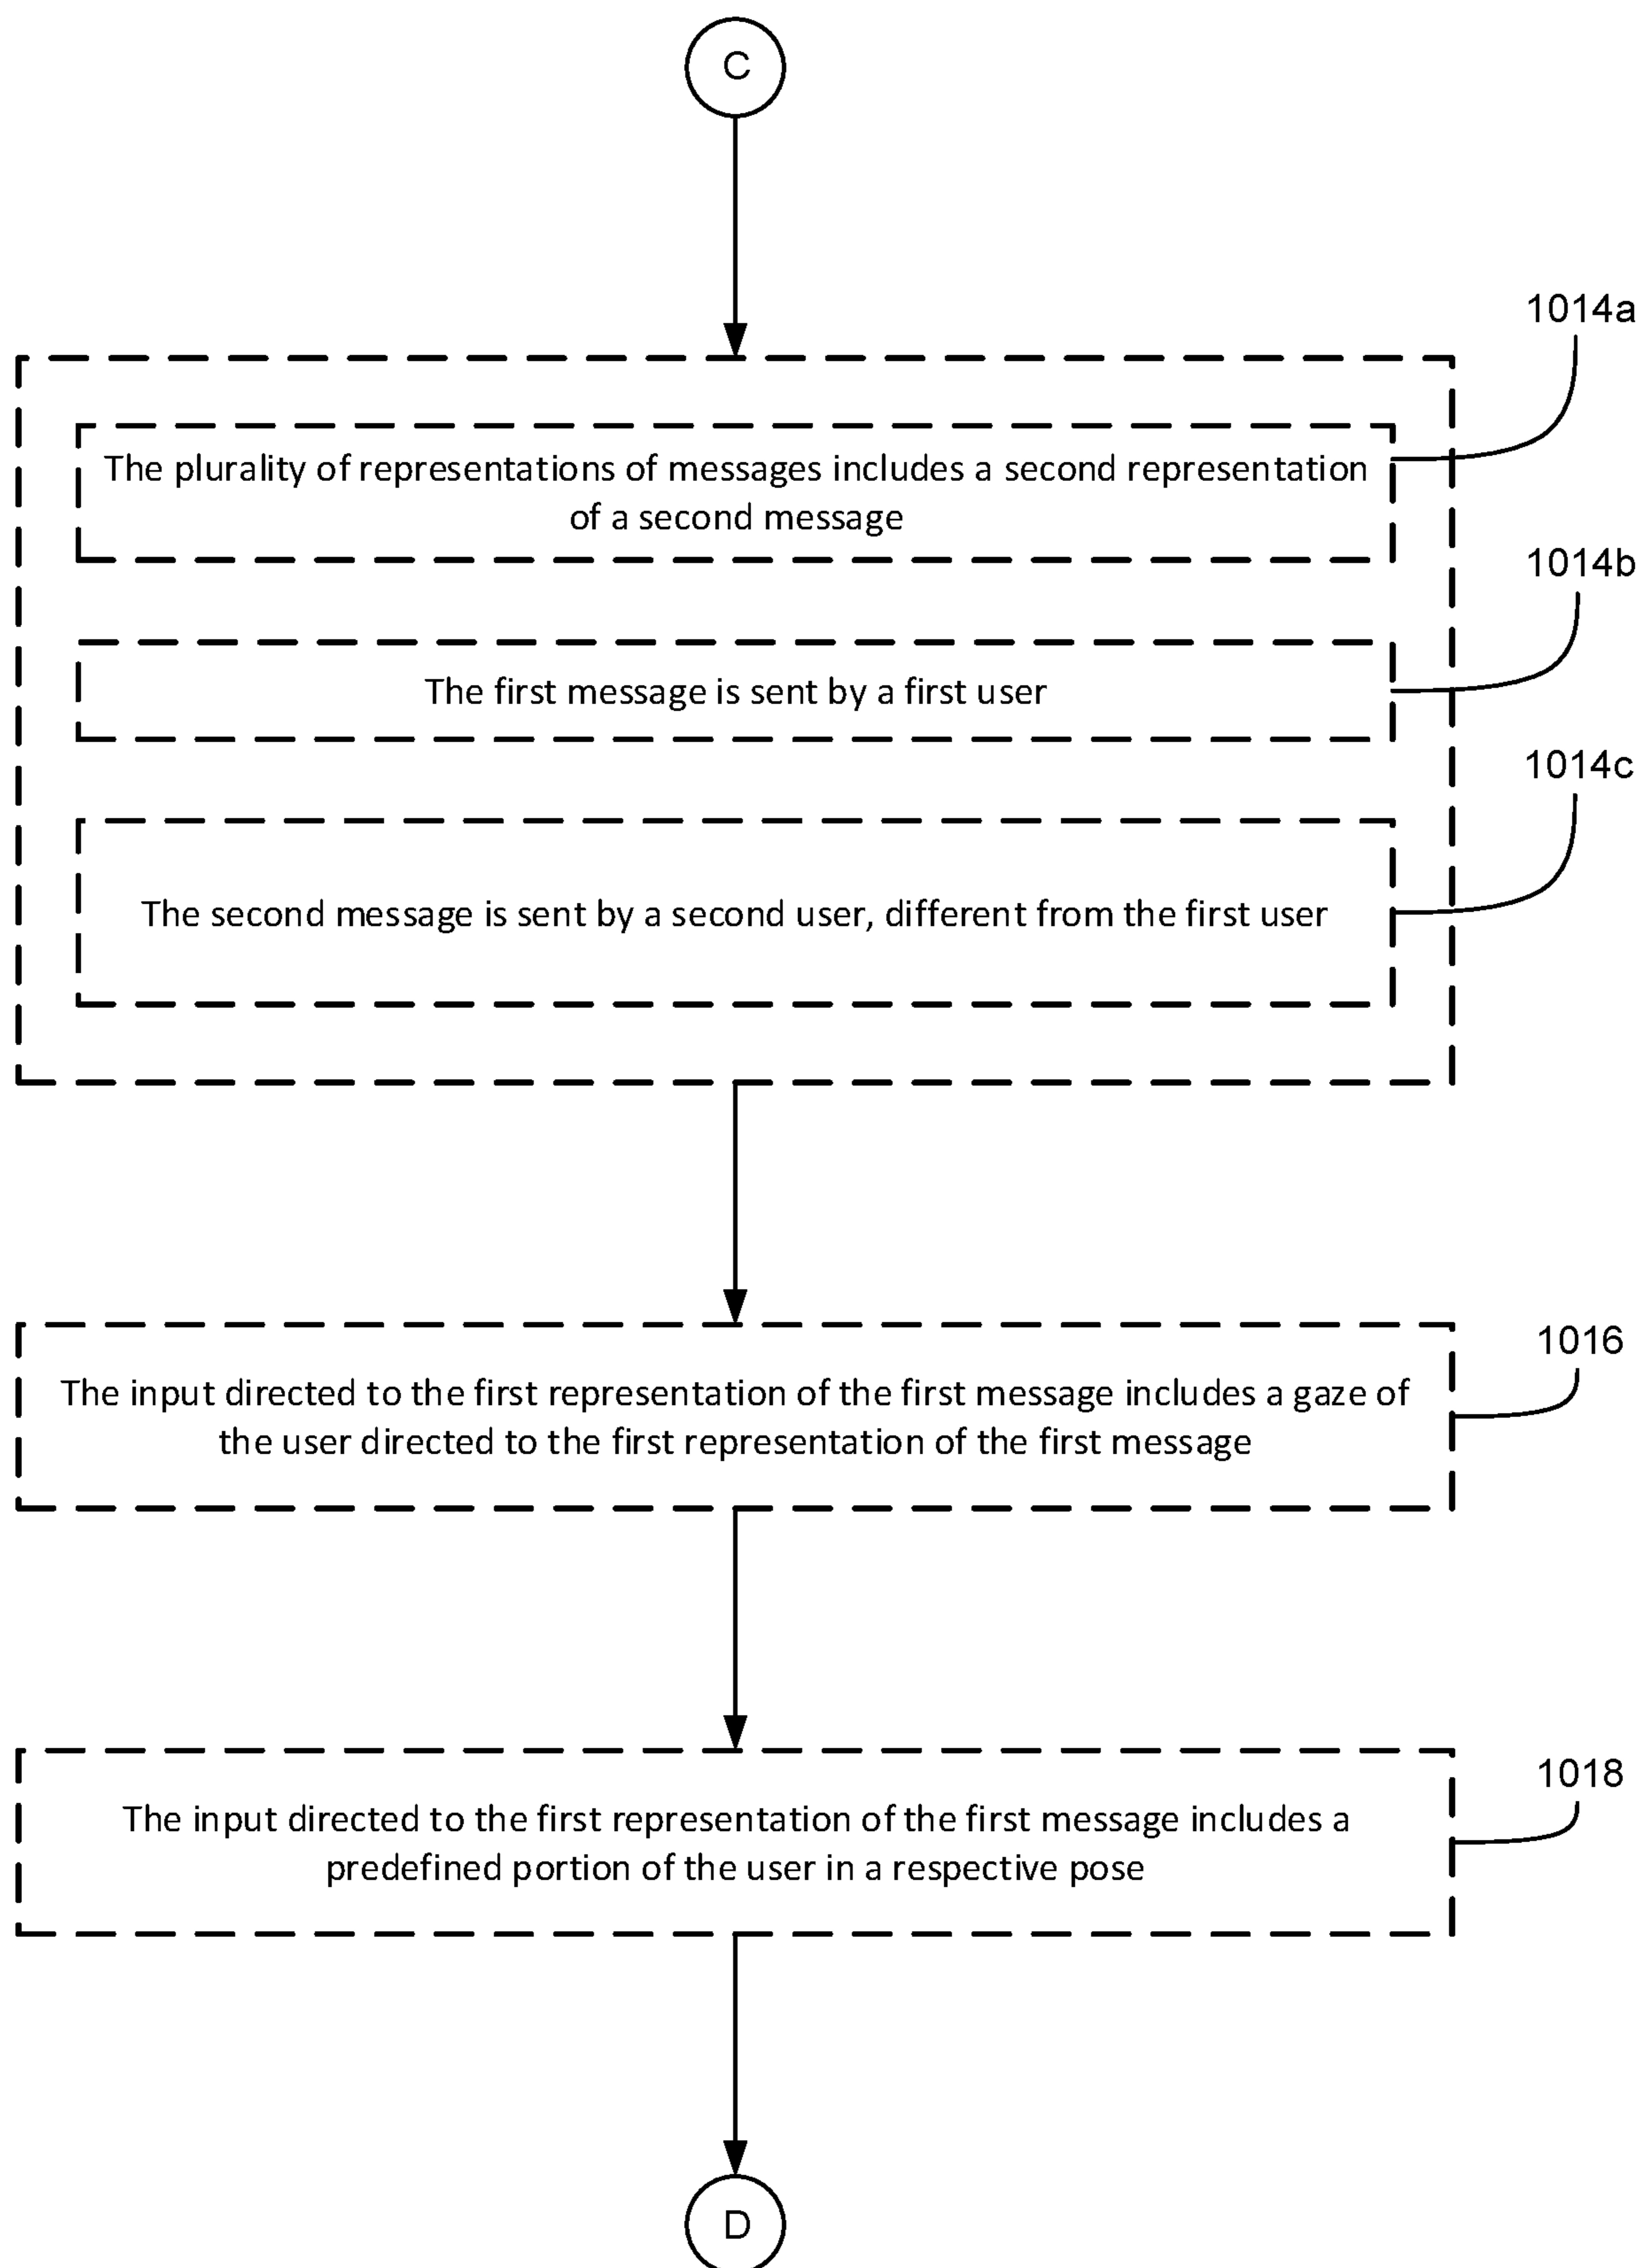 C
1014a
The plurality of representations of messages includes a second representation
of a second message
1014b
The first message is sent by a first user
1014c
The second message is sent by a second user, different from the first user
1016
The input directed to the first representation of the first message includes a gaze of
the user directed to the first representation of the first message
1018
The input directed to the first representation of the first message includes a
predefined portion of the user in a respective pose
D